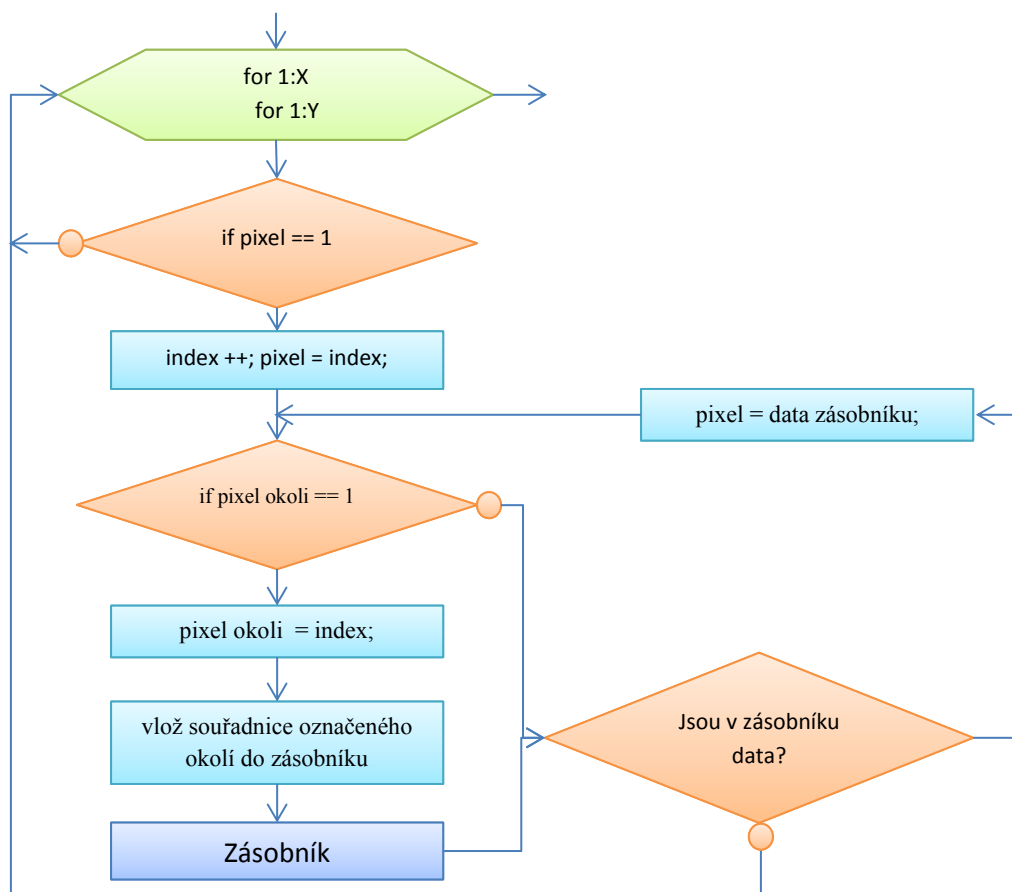 for 1:X
for 1:Y
if pixel == 1
index ++; pixel = index;
pixel = data zásobníku;
if pixel okoli == 1
pixel okoli = index;
vlož souřadnice označeného
okolí do zásobníku
Jsou v zásobníku
data?
Zásobník